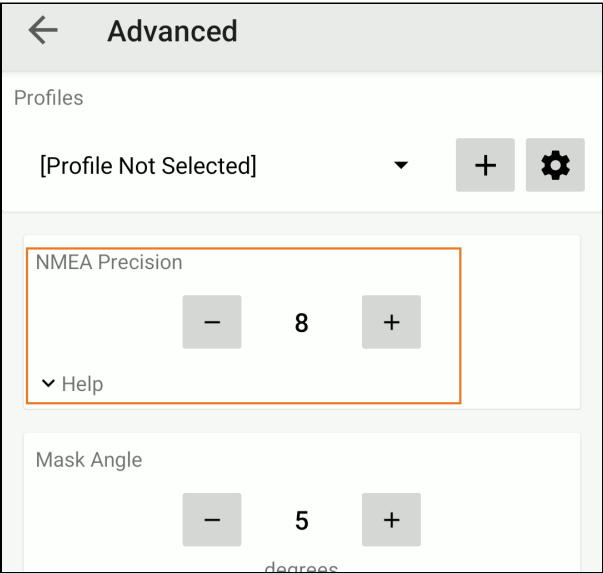 Advanced
Profiles
[Profile Not Selected]
NMEA Precision
8
Help
Mask Angle
5
degrees